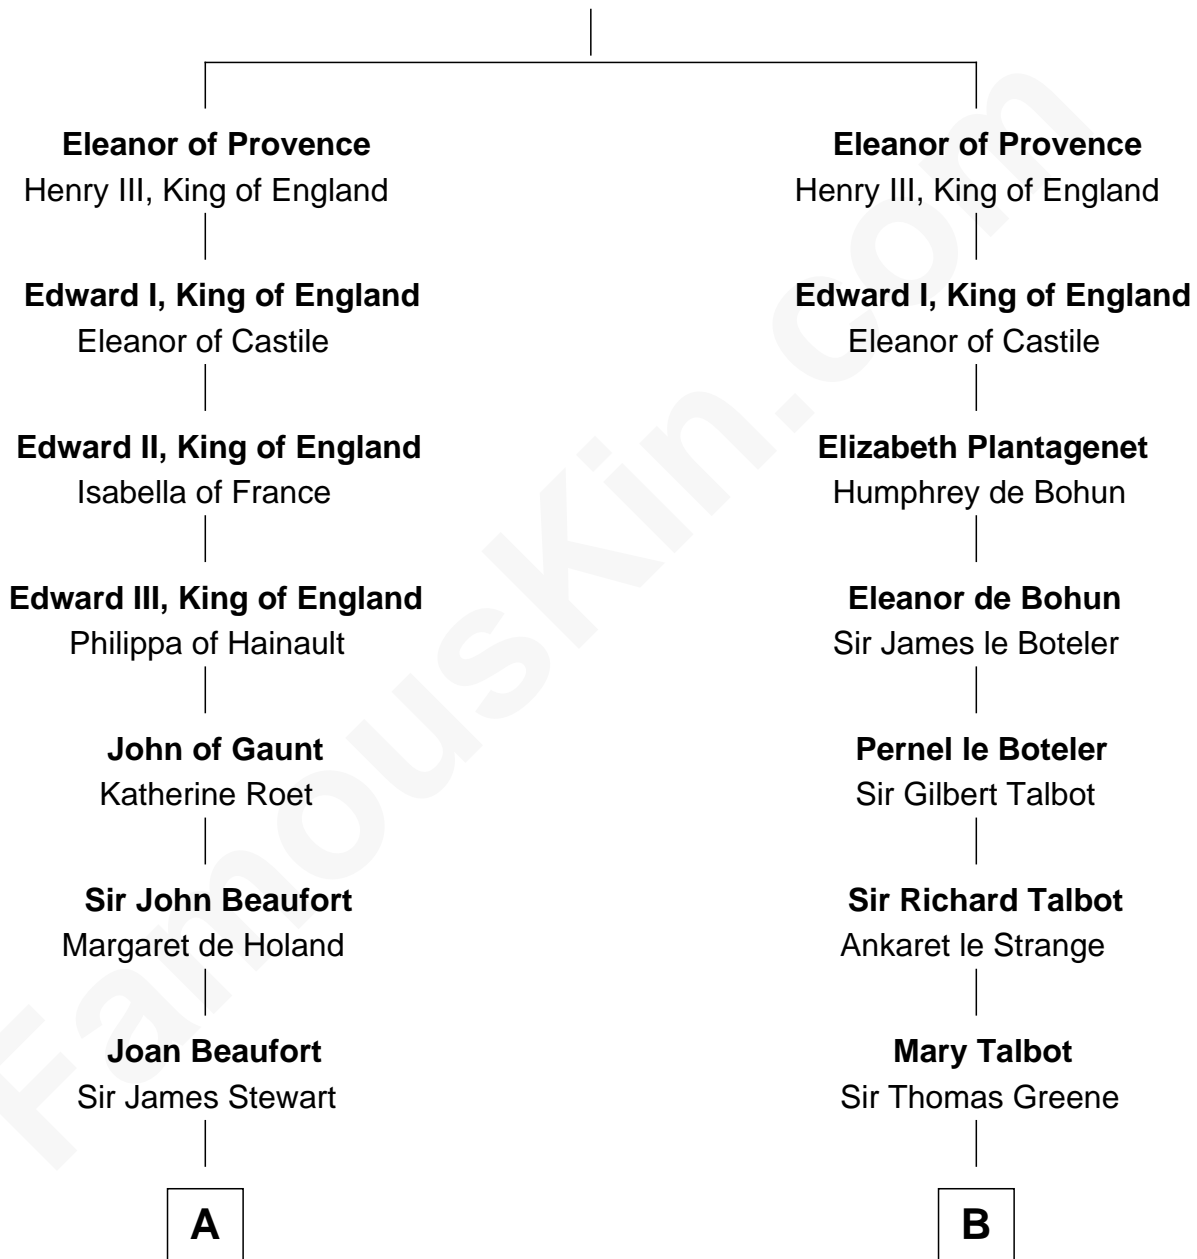 Eleanor of Provence
Henry III, King of England
Edward I, King of England
Eleanor of Castile
Edward II, King of England
Isabella of France
Edward III, King of England
Philippa of Hainault
John of Gaunt
Katherine Roet
Sir John Beaufort
Margaret de Holand
Joan Beaufort
Sir James Stewart
A
Eleanor of Provence
Henry III, King of England
Edward I, King of England
Eleanor of Castile
Elizabeth Plantagenet
Humphrey de Bohun
Eleanor de Bohun
Sir James le Boteler
Pernel le Boteler
Sir Gilbert Talbot
Sir Richard Talbot
Ankaret le Strange
Mary Talbot
Sir Thomas Greene
B
FamousKin.com